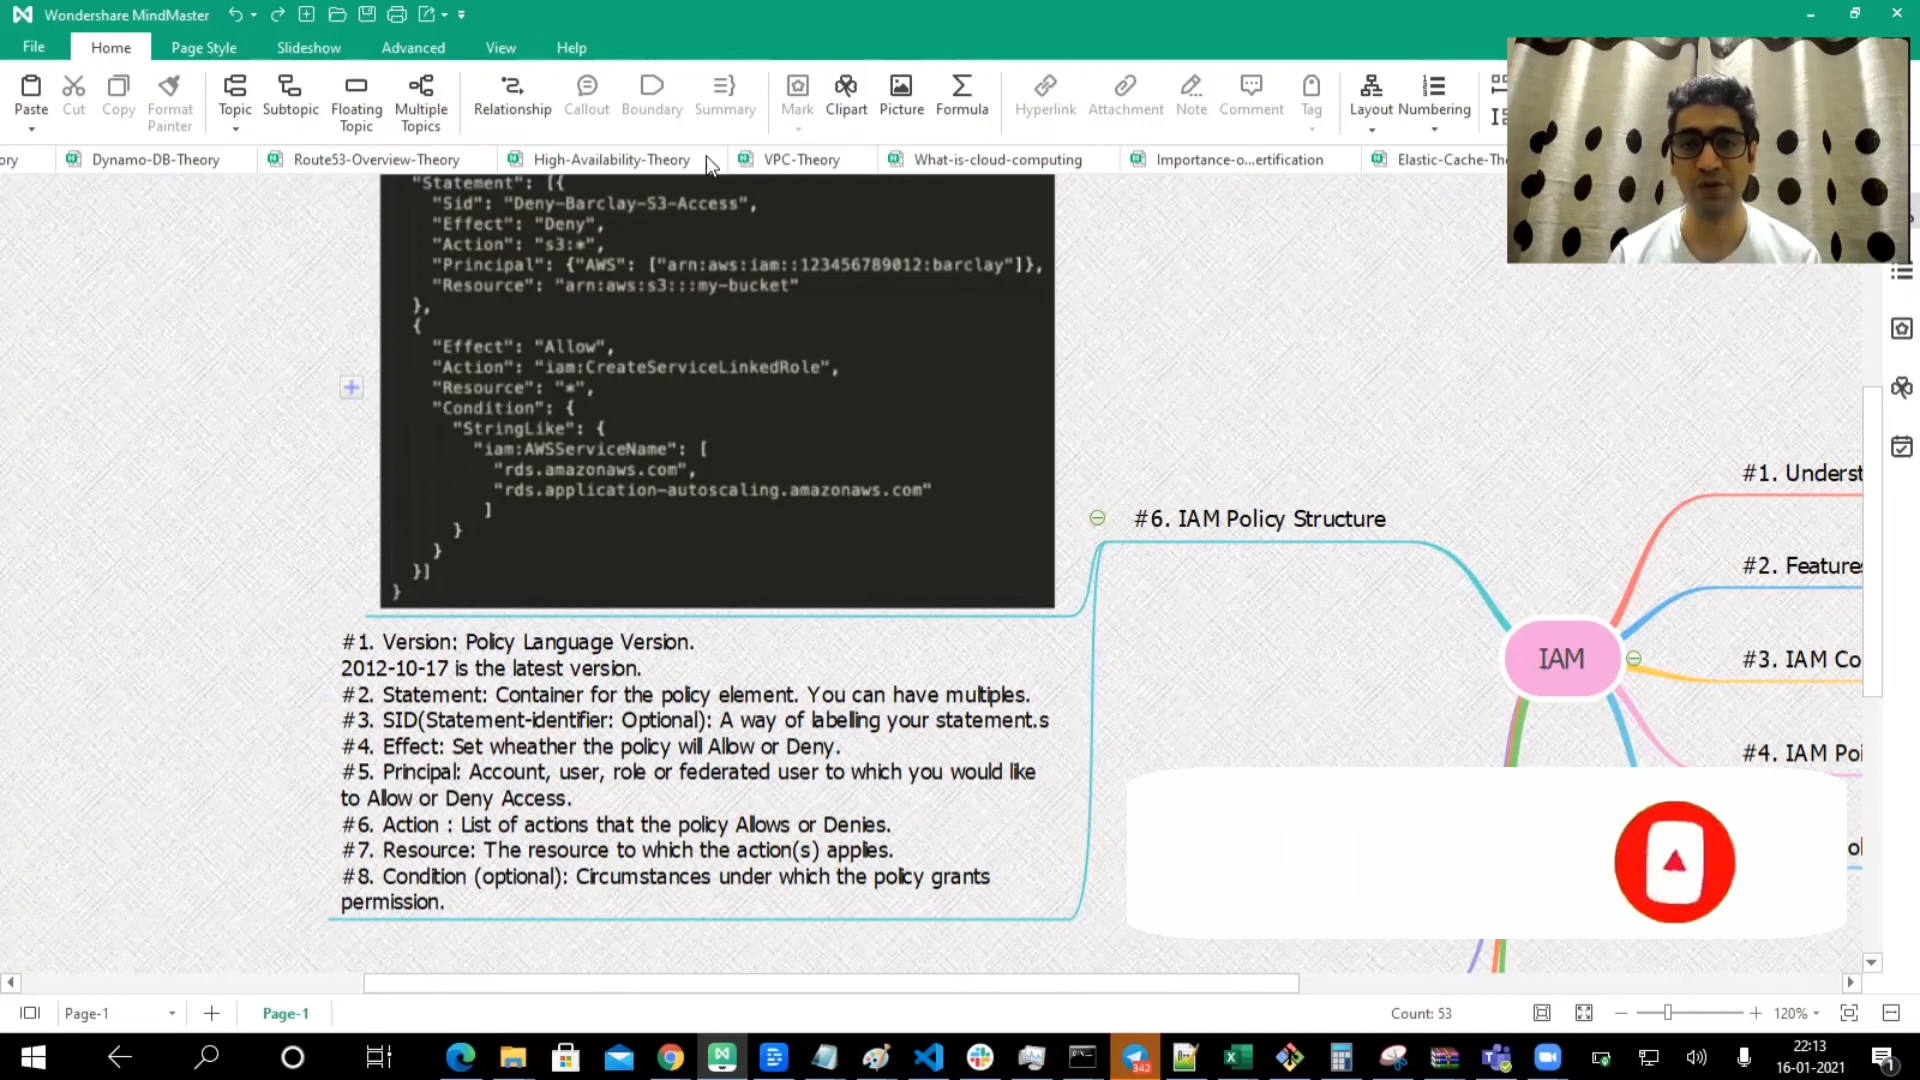 Wondershare MindMaster
File Home Page Style Slideshow Advanced View Help
Paste Cut Copy Format Painter Topic Subtopic Floating Topic Multiple Topics Relationship Callout Boundary Summary Mark Clipart Picture Formula Hyperlink Attachment Note Comment Tag Layout Numbering
ory Dynamo-DB-Theory Route53-Overview-Theory High-Availability-Theory VPC-Theory What-is-cloud-computing Importance-o...ertification Elastic-Cache-The
"Statement": [{
"Sid": "Deny-Barclay-S3-Access",
"Effect": "Deny",
"Action": "s3:*",
"Principal": {"AWS": ["arn:aws:iam::123456789012:barclay"]},
"Resource": "arn:aws:s3:::my-bucket"
},
{
"Effect": "Allow",
"Action": "iam:CreateServiceLinkedRole",
"Resource": "*",
"Condition": {
"StringLike": {
"iam:AWSServiceName": [
"rds.amazonaws.com",
"rds.application-autoscaling.amazonaws.com"
]
}
}
}]
}
#1. Version: Policy Language Version.
2012-10-17 is the latest version.
#2. Statement: Container for the policy element. You can have multiples.
#3. SID(Statement-identifier: Optional): A way of labelling your statement.s
#4. Effect: Set wheather the policy will Allow or Deny.
#5. Principal: Account, user, role or federated user to which you would like
to Allow or Deny Access.
#6. Action : List of actions that the policy Allows or Denies.
#7. Resource: The resource to which the action(s) applies.
#8. Condition (optional): Circumstances under which the policy grants
permission.
#6. IAM Policy Structure
IAM
#1. Underst
#2. Features
#3. IAM Co
#4. IAM Poi
ol
Page-1 Page-1 Count: 53 120%
342
22:13
16-01-2021
1